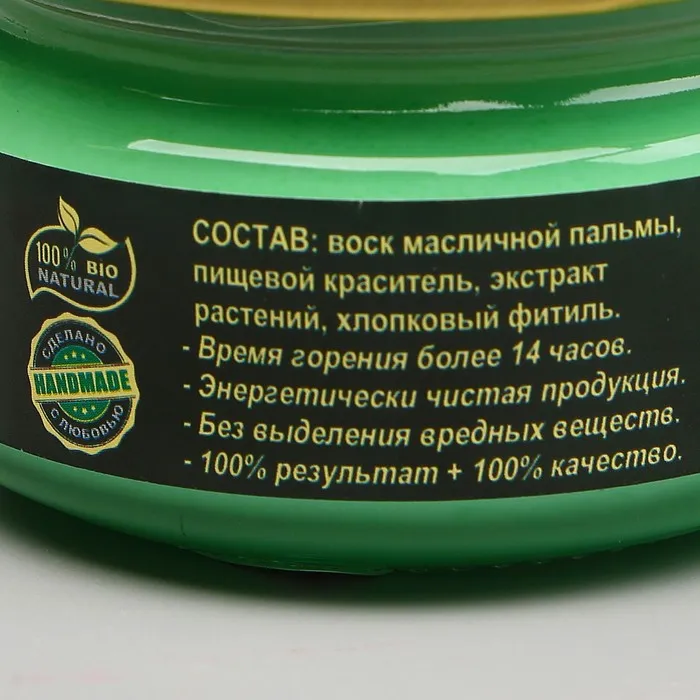 100% BIO
NATURAL
СДЕЛАНО
HANDMADE
С ЛЮБОВЬЮ
СОСТАВ: воск масличной пальмы,
пищевой краситель, экстракт
растений, хлопковый фитиль.
- Время горения более 14 часов.
- Энергетически чистая продукция.
- Без выделения вредных веществ.
- 100% результат + 100% качество.